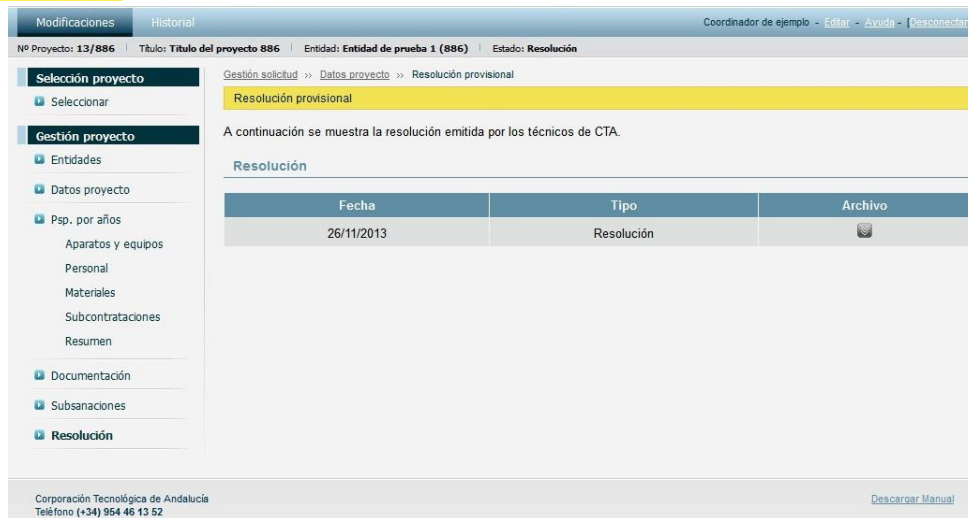 Modificaciones Historial Coordinador de ejemplo - Editar - Ayuda - [Desconectar
Nº Proyecto: 13/886 Título: Título del proyecto 886 Entidad: Entidad de prueba 1 (886) Estado: Resolución
Selección proyecto
Seleccionar
Gestión proyecto
Entidades
Datos proyecto
Psp. por años
Aparatos y equipos
Personal
Materiales
Subcontrataciones
Resumen
Documentación
Subsanaciones
Resolución
Gestión solicitud >> Datos proyecto >> Resolución provisional
Resolución provisional
A continuación se muestra la resolución emitida por los técnicos de CTA.
Resolución
Fecha Tipo Archivo
26/11/2013 Resolución
Corporación Tecnológica de Andalucía
Teléfono (+34) 954 46 13 52
Descargar Manual